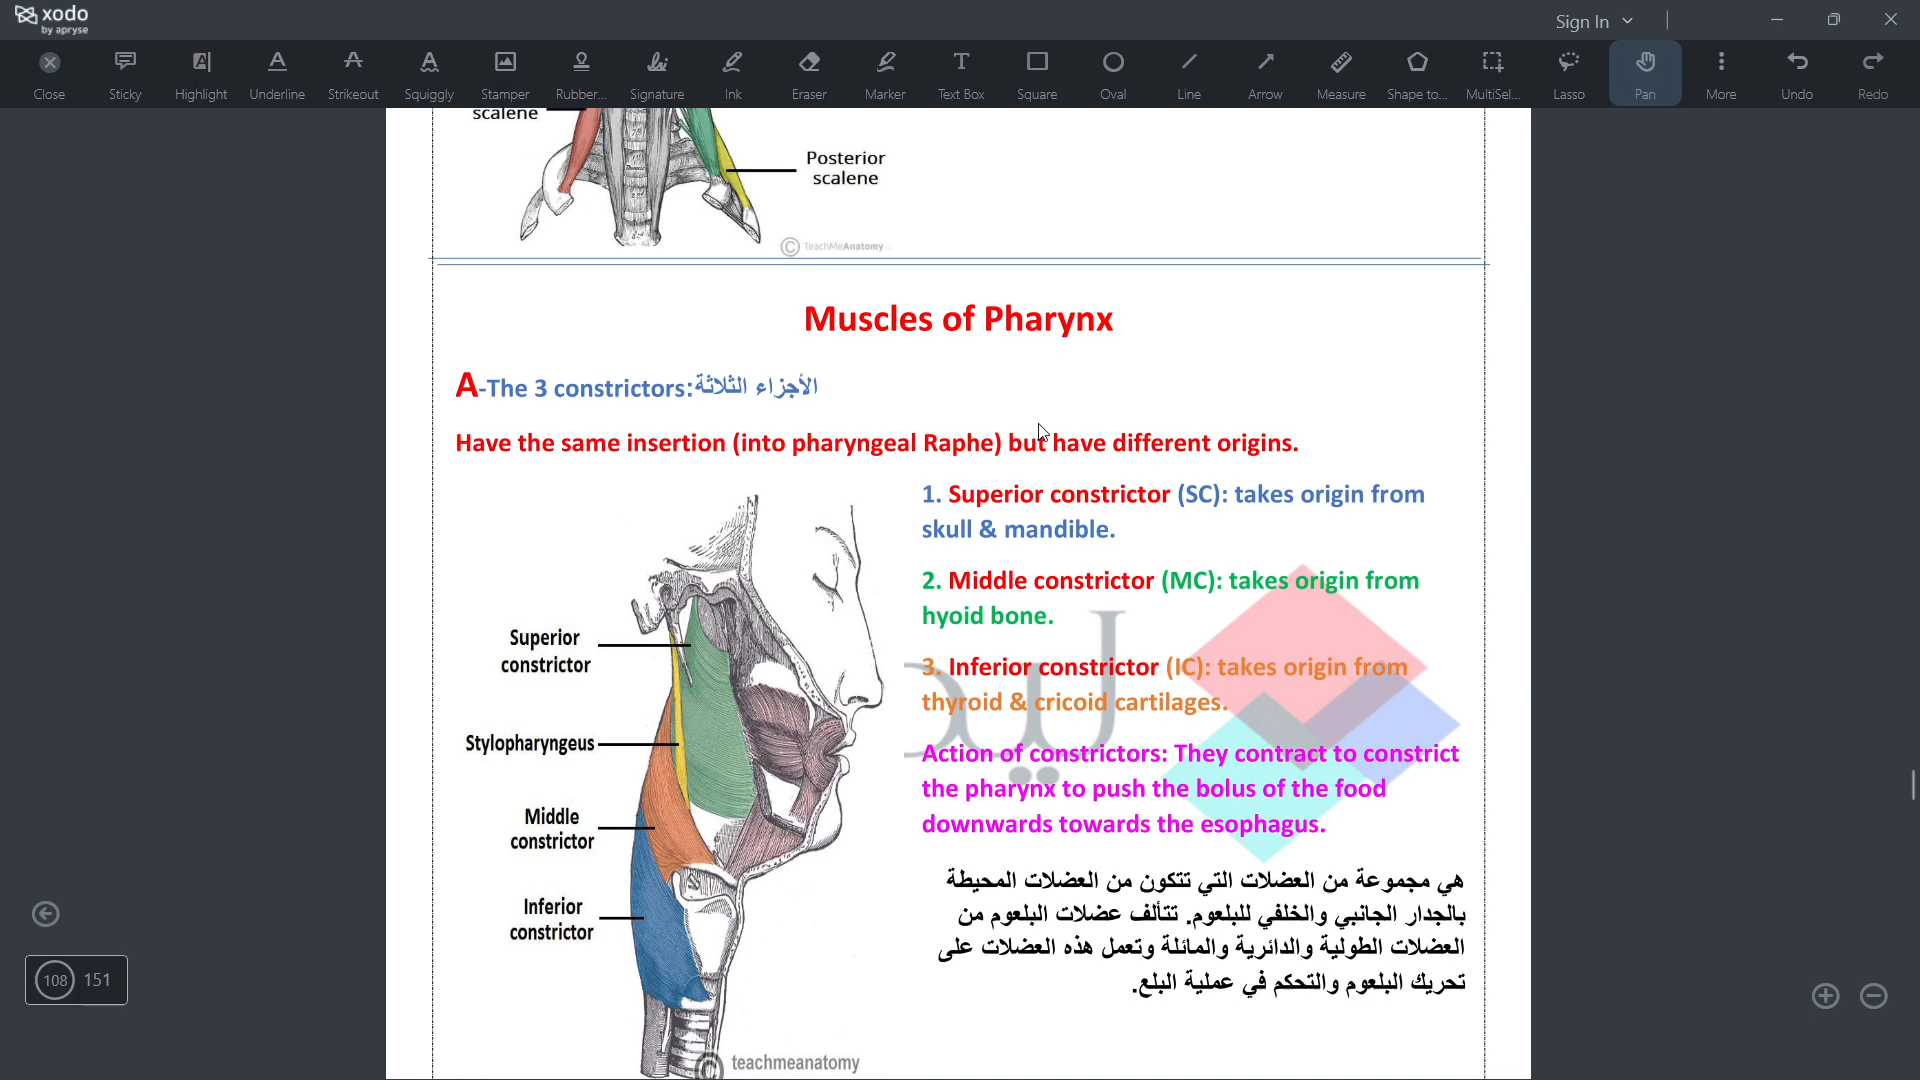 xodo
by apryse
Sign In
Close Sticky Highlight Underline Strikeout Squiggly Stamper Rubber... Signature Ink Eraser Marker Text Box Square Oval Line Arrow Measure Shape to... MultiSel... Lasso Pan More Undo Redo
scalene
Posterior
scalene
© TeachMeAnatomy
Muscles of Pharynx
A-The 3 constrictors:الأجزاء الثلاثة
Have the same insertion (into pharyngeal Raphe) but have different origins.
1. Superior constrictor (SC): takes origin from
skull & mandible.
2. Middle constrictor (MC): takes origin from
hyoid bone.
3. Inferior constrictor (IC): takes origin from
thyroid & cricoid cartilages.
Action of constrictors: They contract to constrict
the pharynx to push the bolus of the food
downwards towards the esophagus.
هي مجموعة من العضلات التي تتكون من العضلات المحيطة
بالجدار الجانبي والخلفي للبلعوم. تتألف عضلات البلعوم من
العضلات الطولية والدائرية والمائلة وتعمل هذه العضلات على
تحريك البلعوم والتحكم في عملية البلع.
Superior
constrictor
Stylopharyngeus
Middle
constrictor
Inferior
constrictor
© teachmeanatomy
108 151